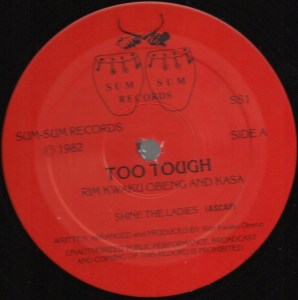 SUM SUM
RECORDS
SUM-SUM RECORDS
SS1
© 1982
SIDE A
TOO TOUGH
RIM KWAKU OBENG AND KASA
SHINE THE LADIES (ASCAP)
WRITTEN, ARRANGED and PRODUCED BY Rim Kwaku Obeng
UNAUTHORIZED PUBLIC PERFORMANCE, BROADCAST
AND COPYING OF THIS RECORD IS PROHIBITED